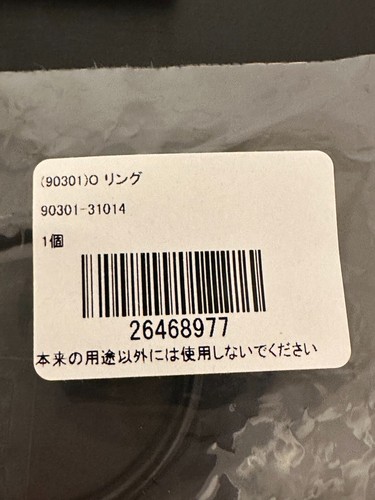 (90301)O リング
90301-31014
1個
26468977
本来の用途以外には使用しないでください